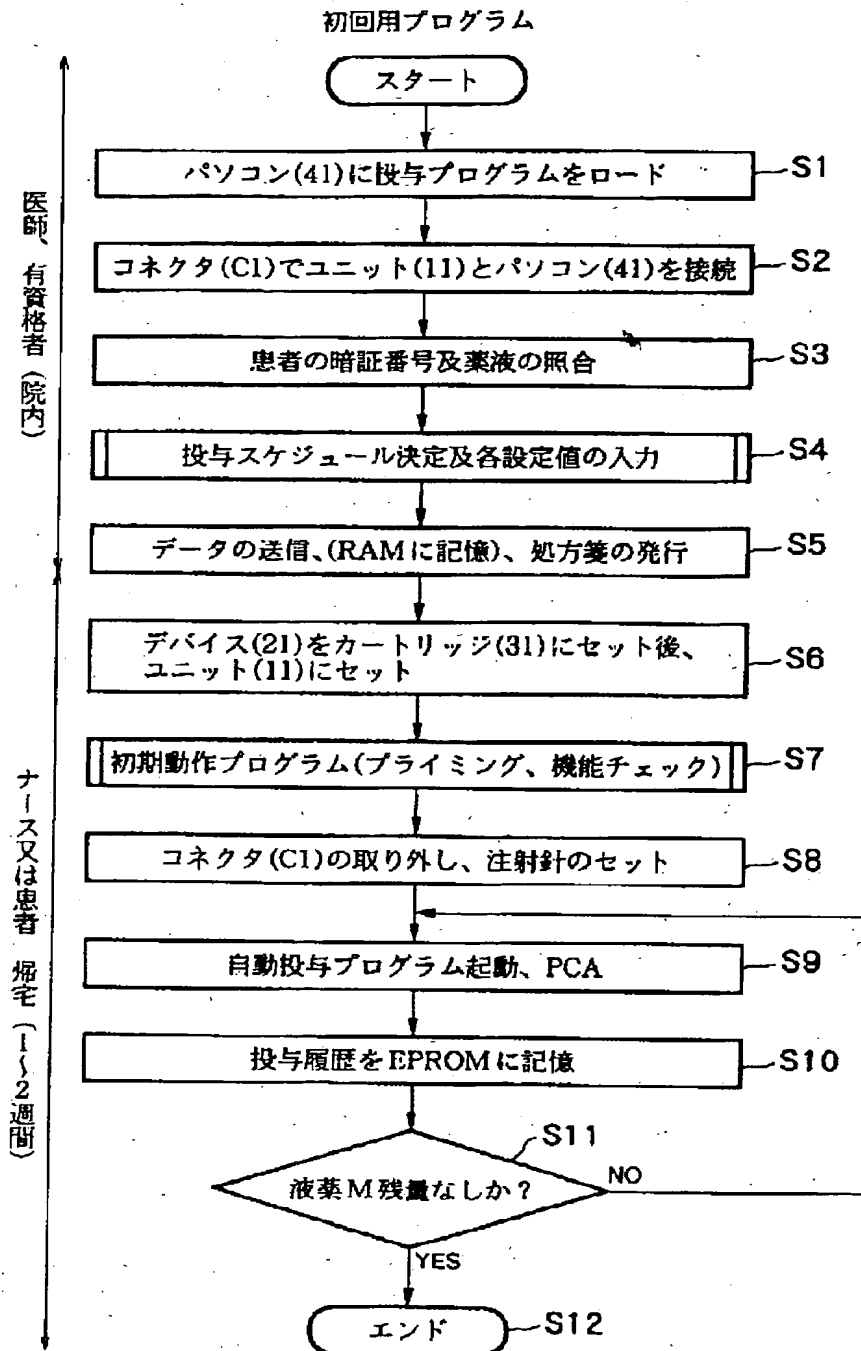 初回用プログラム
スタート
パソコン(41)に投与プログラムをロード
S1
コネクタ(C1)でユニット(11)とパソコン(41)を接続
S2
患者の暗証番号及薬液の照合
S3
投与スケジュール決定及各設定値の入力
S4
データの送信、(RAMに記憶)、処方箋の発行
S5
医師、有資格者(院内)
デバイス(21)をカートリッジ(31)にセット後、
ユニット(11)にセット
S6
初期動作プログラム(プライミング、機能チェック)
S7
コネクタ(C1)の取り外し、注射針のセット
S8
自動投与プログラム起動、PCA
S9
投与履歴をEPROMに記憶
S10
S11
液薬M残量なしか?
NO
YES
エンド
S12
ナース又は患者 帰宅(1~2週間)